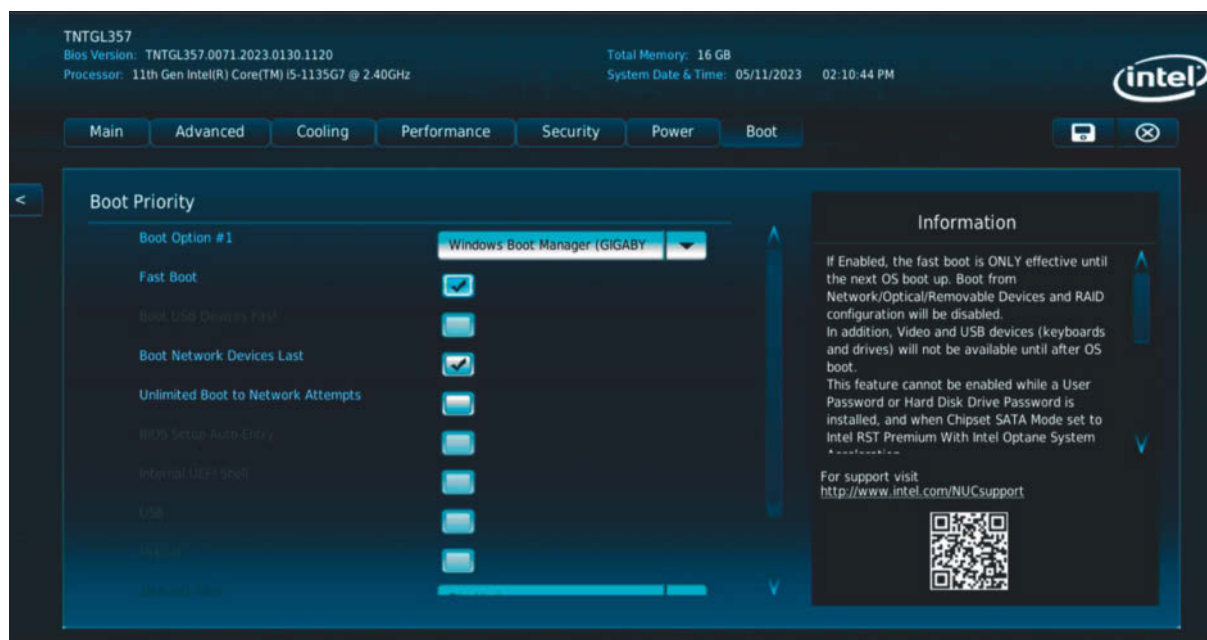 TNTGL357
Bios Version: TNTGL357.0071.2023.0130.1120
Total Memory: 16 GB
Processor: 11th Gen Intel(R) Core(TM) i5-1135G7 @ 2.40GHz
System Date & Time: 05/11/2023 02:10:44 PM
intel
Main Advanced Cooling Performance Security Power Boot
<
Boot Priority
Boot Option #1
Windows Boot Manager (GIGABY
Fast Boot
Boot USB Devices First
Boot Network Devices Last
Unlimited Boot to Network Attempts
BIOS Setup Auto-Entry
Internal UEFI Shell
USB
Information
If Enabled, the fast boot is ONLY effective until
the next OS boot up. Boot from
Network/Optical/Removable Devices and RAID
configuration will be disabled.
In addition, Video and USB devices (keyboards
and drives) will not be available until after OS
boot.
This feature cannot be enabled while a User
Password or Hard Disk Drive Password is
installed, and when Chipset SATA Mode set to
Intel RST Premium With Intel Optane System
For support visit
http://www.intel.com/NUCsupport